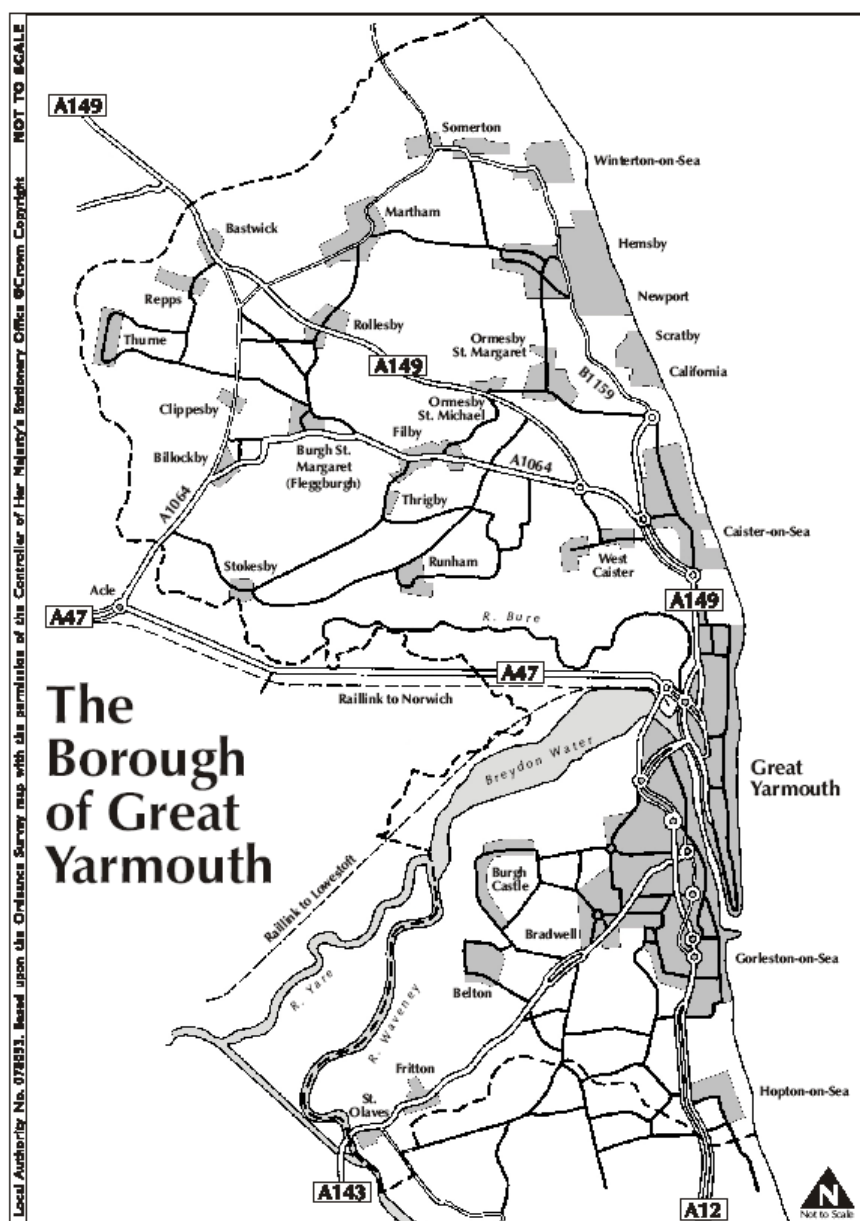 Local Authority No. 078833. Based upon the Ordnance Survey map with the permission of the Controller of Her Majesty's Stationery Office ©Crown Copyright NOT TO SCALE
A149
Somerton
Winterton-on-Sea
Martham
Bastwick
Hemsby
Repps
Newport
Thurne
Rollesby
Ormesby
St. Margaret
Scratby
A149
California
B1159
Clippesby
Ormesby
St. Michael
Filby
Billockby
Burgh St.
Margaret
(Fleggburgh)
A1064
A1064
Thrigby
Caister-on-Sea
Stokesby
Runham
West
Caister
Acle
A149
A47
R. Bure
A47
Raillink to Norwich
The
Borough
of Great
Yarmouth
Breydon Water
Great
Yarmouth
Burgh
Castle
Raillink to Lowestoft
Bradwell
Gorleston-on-Sea
Belton
R. Yare
R. Waveney
Fritton
Hopton-on-Sea
St.
Olaves
A143
A12
N
Not to Scale